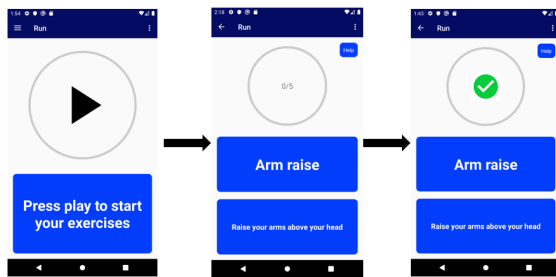 1:54
Run
Press play to start
your exercises
2:18
Run
Help
0/5
Arm raise
Raise your arms above your head
1:43
Run
Help
Arm raise
Raise your arms above your head